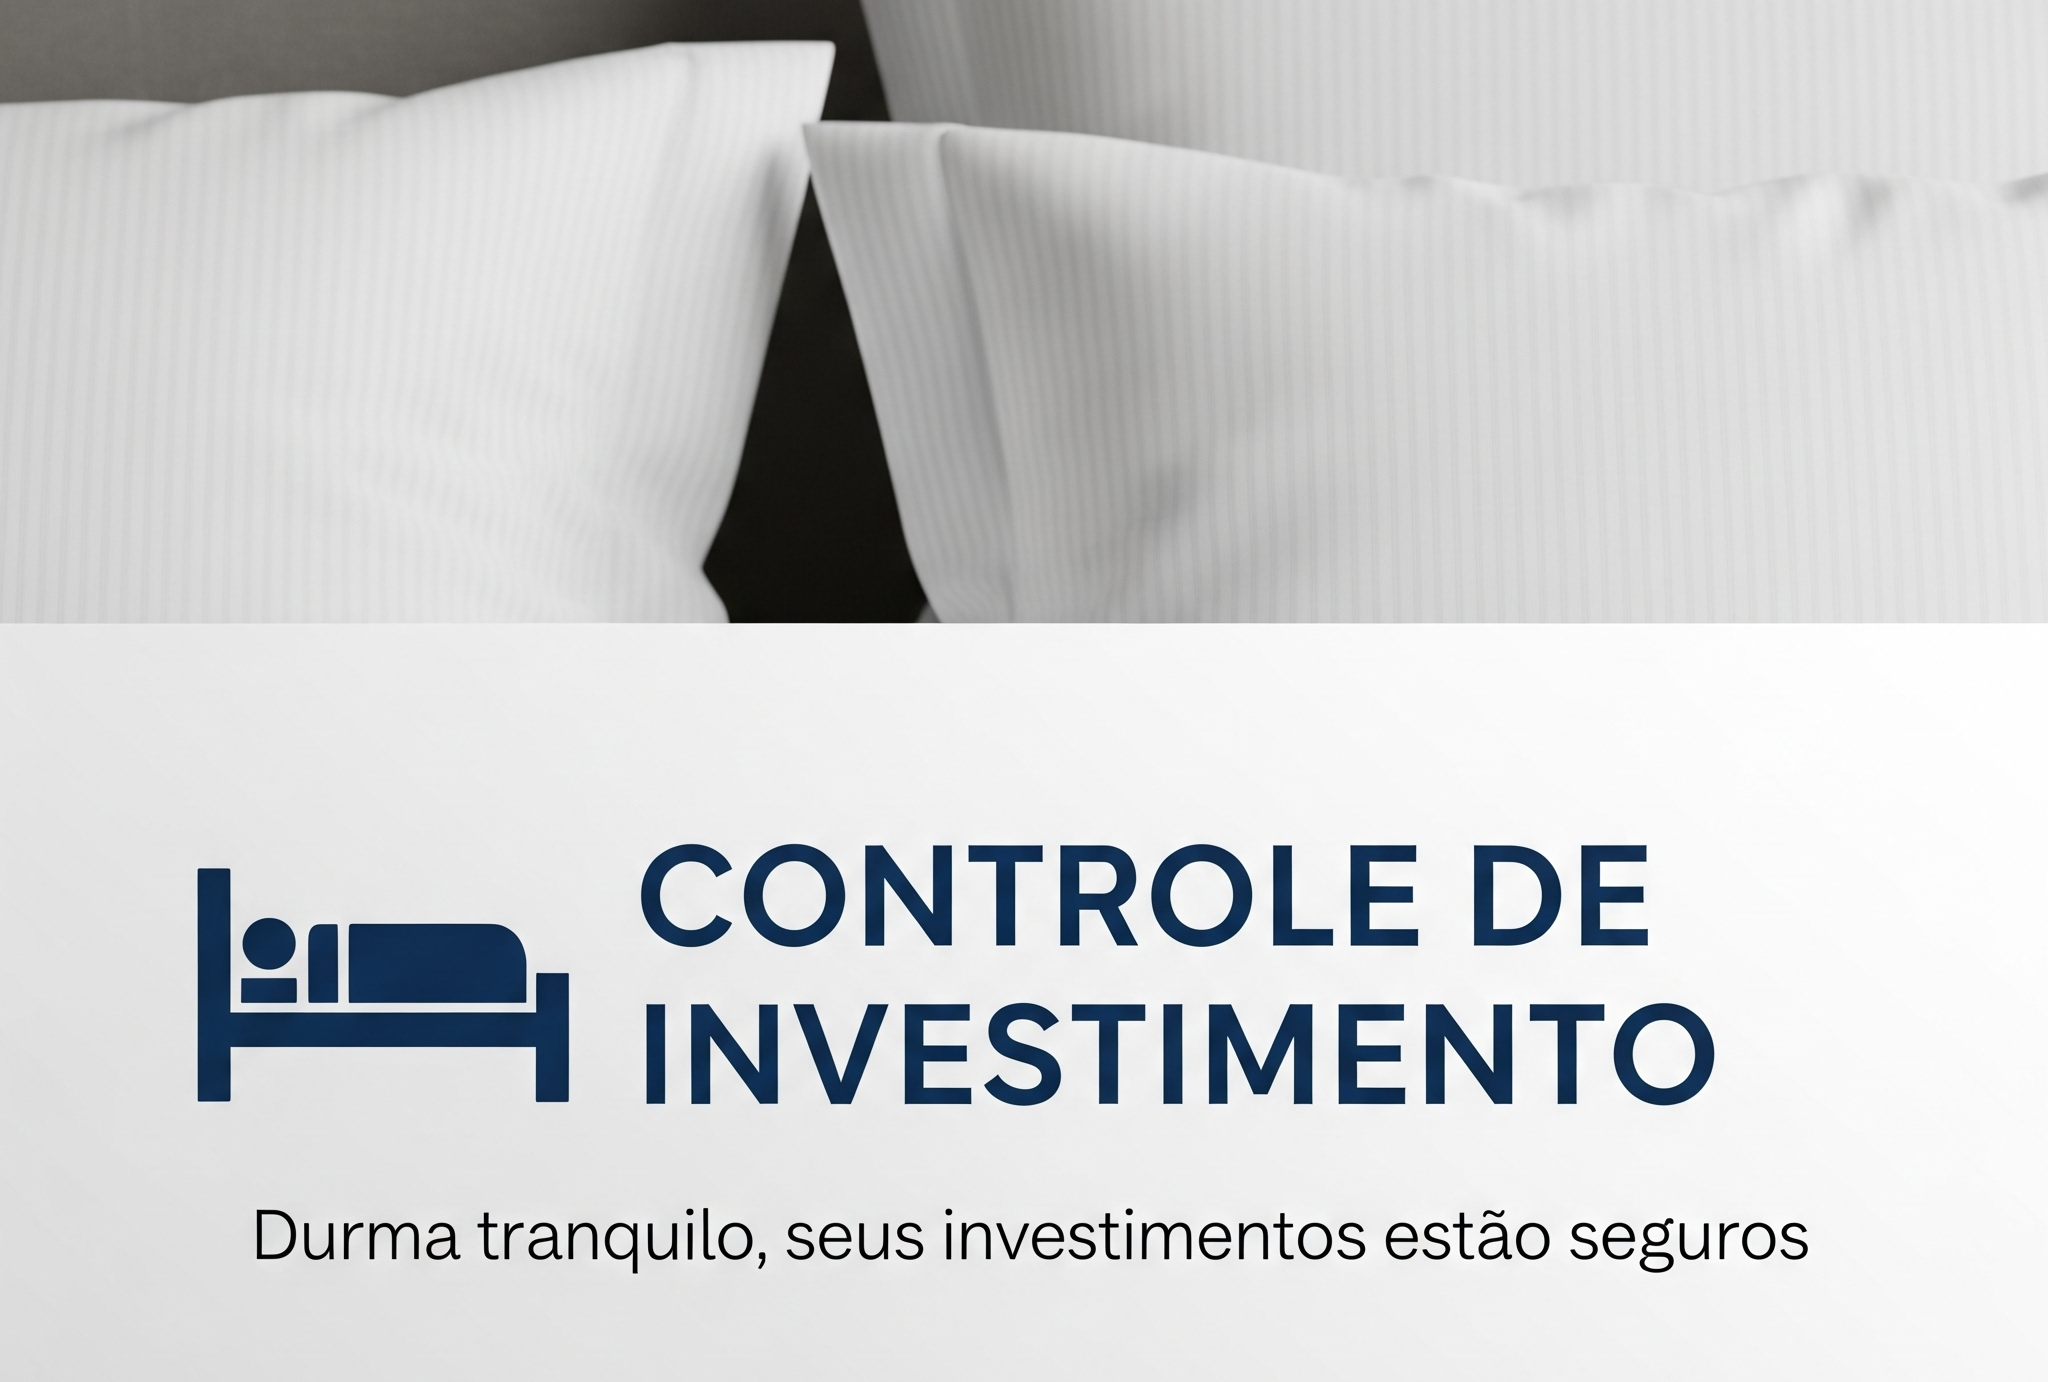 CONTROLE DE
INVESTIMENTO
Durma tranquilo, seus investimentos estão seguros